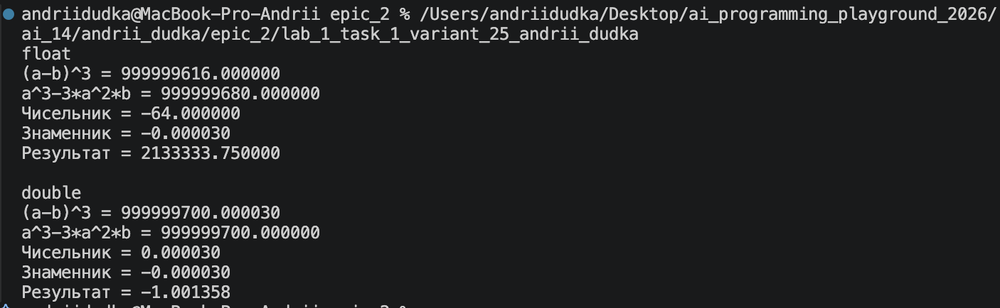 andriidudka@MacBook-Pro-Andrii epic_2 % /Users/andriidudka/Desktop/ai_programming_playground_2026/
ai_14/andrii_dudka/epic_2/lab_1_task_1_variant_25_andrii_dudka
float
(a-b)^3 = 999999616.000000
a^3-3*a^2*b = 999999680.000000
Чисельник = -64.000000
Знаменник = -0.000030
Результат = 2133333.750000
double
(a-b)^3 = 999999700.000030
a^3-3*a^2*b = 999999700.000000
Чисельник = 0.000030
Знаменник = -0.000030
Результат = -1.001358